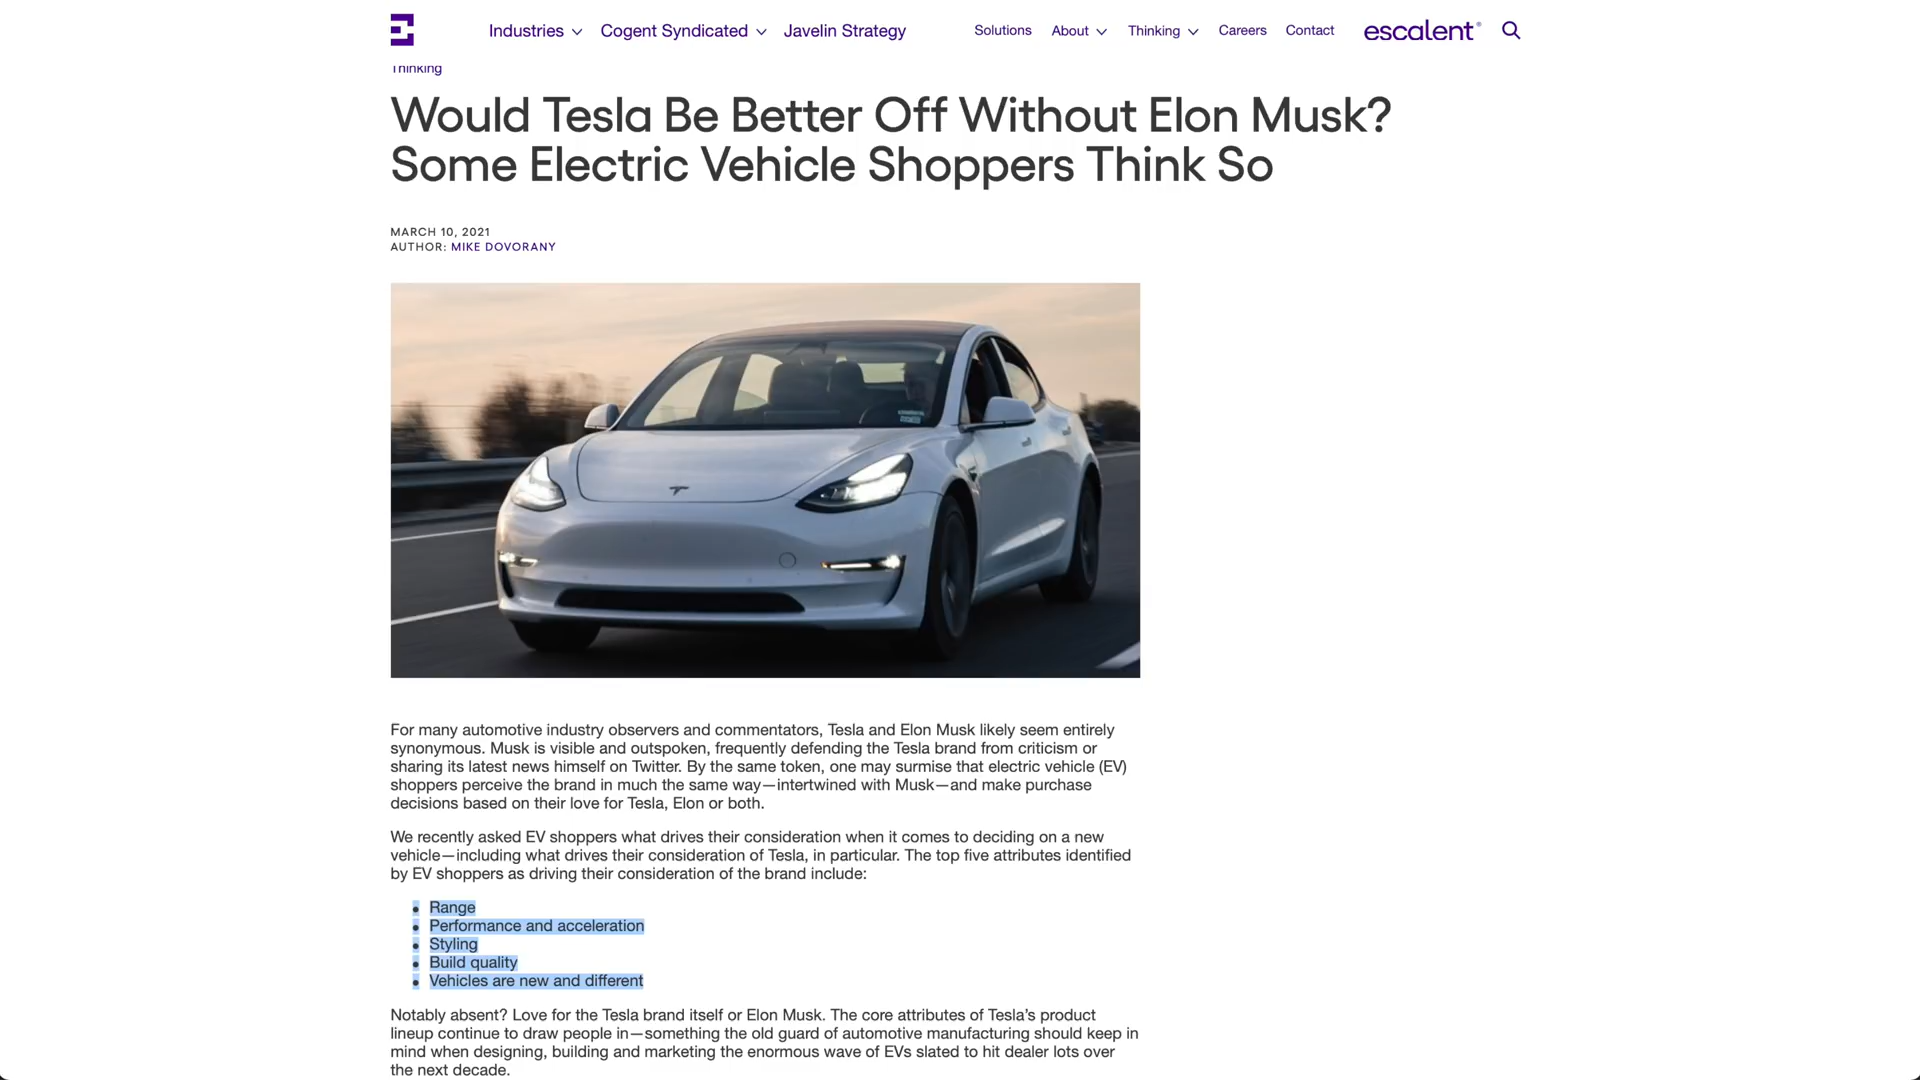 Industries Cogent Syndicated Javelin Strategy Solutions About Thinking Careers Contact escalent
Thinking
Would Tesla Be Better Off Without Elon Musk?
Some Electric Vehicle Shoppers Think So
MARCH 10, 2021
AUTHOR: MIKE DOVORANY
For many automotive industry observers and commentators, Tesla and Elon Musk likely seem entirely
synonymous. Musk is visible and outspoken, frequently defending the Tesla brand from criticism or
sharing its latest news himself on Twitter. By the same token, one may surmise that electric vehicle (EV)
shoppers perceive the brand in much the same way—intertwined with Musk—and make purchase
decisions based on their love for Tesla, Elon or both.
We recently asked EV shoppers what drives their consideration when it comes to deciding on a new
vehicle—including what drives their consideration of Tesla, in particular. The top five attributes identified
by EV shoppers as driving their consideration of the brand include:
• Range
• Performance and acceleration
• Styling
• Build quality
• Vehicles are new and different
Notably absent? Love for the Tesla brand itself or Elon Musk. The core attributes of Tesla's product
lineup continue to draw people in—something the old guard of automotive manufacturing should keep in
mind when designing, building and marketing the enormous wave of EVs slated to hit dealer lots over
the next decade.